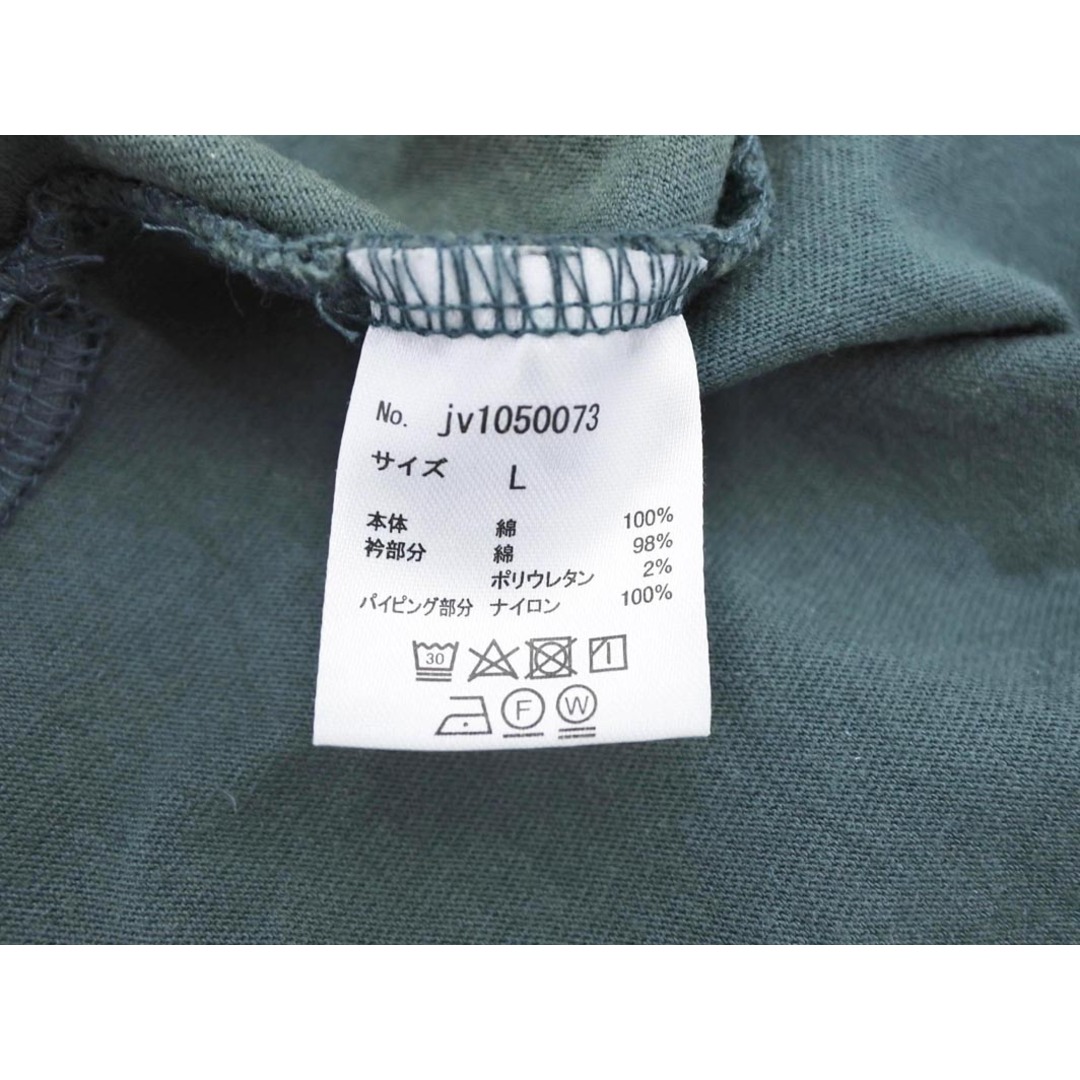 No. jv1050073
サイズ L
本体 綿 100%
衿部分 綿 98%
ポリウレタン 2%
パイピング部分 ナイロン 100%
30
F W